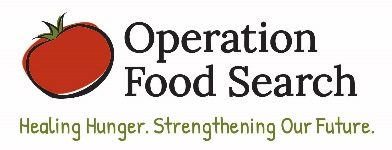 Operation
Food Search
Healing Hunger. Strengthening Our Future.